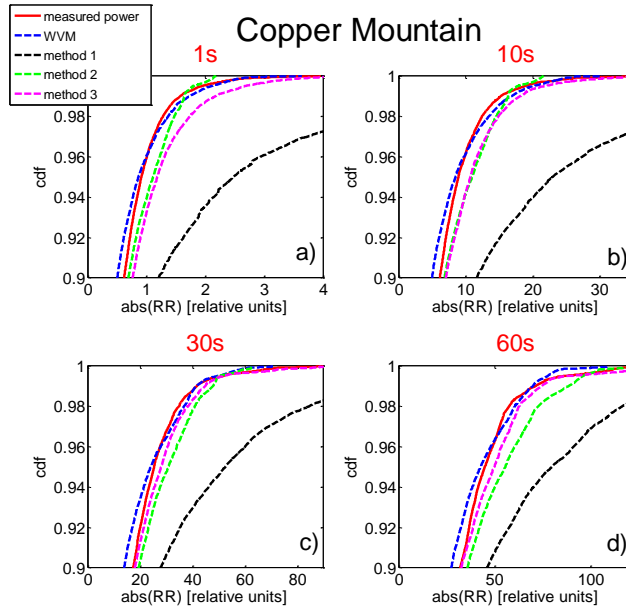 Copper Mountain
measured power
WVM
method 1
method 2
method 3
1s
1
0.98
0.96
0.94
0.92
0.9
cdf
a)
0 1 2 3 4
abs(RR) [relative units]
10s
1
0.98
0.96
0.94
0.92
0.9
cdf
b)
0 10 20 30
abs(RR) [relative units]
30s
1
0.98
0.96
0.94
0.92
0.9
cdf
c)
0 20 40 60 80
abs(RR) [relative units]
60s
1
0.98
0.96
0.94
0.92
0.9
cdf
d)
50 100
abs(RR) [relative units]